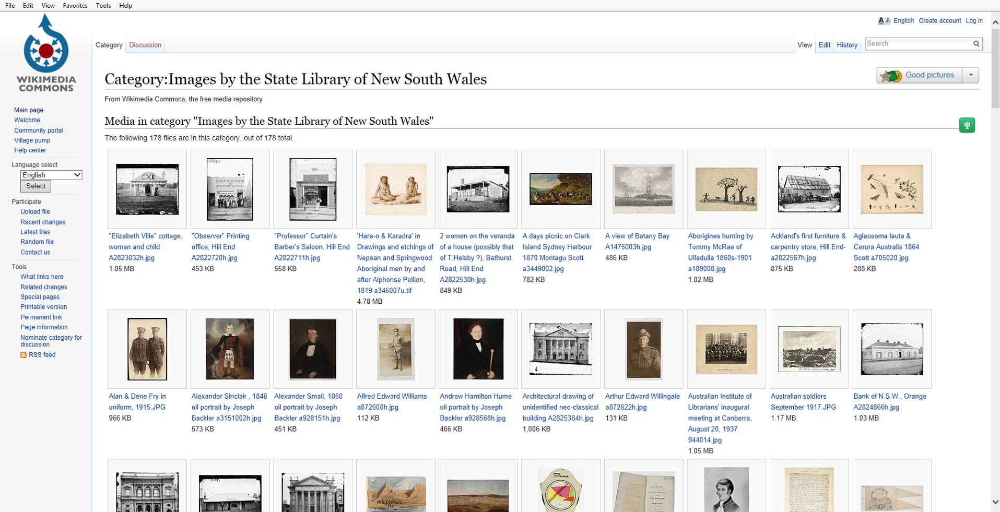 File Edit View Favorites Tools Help
English Create account Log in
Category Discussion
View Edit History Search
WIKIMEDIA
COMMONS
Category:Images by the State Library of New South Wales
Good pictures
From Wikimedia Commons, the free media repository
Main page
Welcome
Community portal
Village pump
Help center
Language select
English
Select
Participate
Upload file
Recent changes
Latest files
Random file
Contact us
Tools
What links here
Related changes
Special pages
Printable version
Permanent link
Page information
Nominate category for
discussion
RSS feed
Media in category "Images by the State Library of New South Wales"
The following 178 files are in this category, out of 178 total.
OBSERVER
PRINTING OFFICE
"Elizabeth Ville" cottage,
woman and child
A2823032h.jpg
1.05 MB
"Observer" Printing
office, Hill End
A2822720h.jpg
453 KB
"Professor" Curtain's
Barber's Saloon, Hill End
A2822711h.jpg
558 KB
'Hara-o & Karadra' in
Drawings and etchings of
Nepean and Springwood
Aboriginal men by and
after Alphonse Pellion,
1819 a346007u.tif
4.78 MB
2 women on the veranda
of a house (possibly that
of T.Helsby ?), Bathurst
Road, Hill End
A2822530h.jpg
849 KB
A days picnic on Clark
Island Sydney Harbour
1870 Montagu Scott
a3449002.jpg
782 KB
A view of Botany Bay
A1475003h.jpg
486 KB
Aborigines hunting by
Tommy McRae of
Ulladulla 1860s-1901
a189008.jpg
1.02 MB
Ackland's first furniture &
carpentry store, Hill End-
a2822567h.jpg
875 KB
Aglaosoma lauta &
Cerura Australis 1864
Scott a705020.jpg
288 KB
Alan & Dene Fry in
uniform, 1915.JPG
966 KB
Alexander Sinclair , 1846
oil portrait by Joseph
Backler a3151002h.jpg
573 KB
Alexander Smail, 1860
oil portrait by Joseph
Backler a928151h.jpg
451 KB
Alfred Edward Williams
a872608h.jpg
112 KB
Andrew Hamilton Hume
oil portrait by Joseph
Backler a928568h.jpg
466 KB
Architectural drawing of
unidentified neo-classical
building A2825384h.jpg
1,006 KB
Arthur Edward Willingale
a872622h.jpg
131 KB
Australian Institute of
Librarians' inaugural
meeting at Canberra,
August 20, 1937
944014.jpg
1.05 MB
Australian soldiers
September 1917.JPG
1.17 MB
Bank of N.S.W., Orange
A2824866h.jpg
1.03 MB
Berlei
JOURNAL